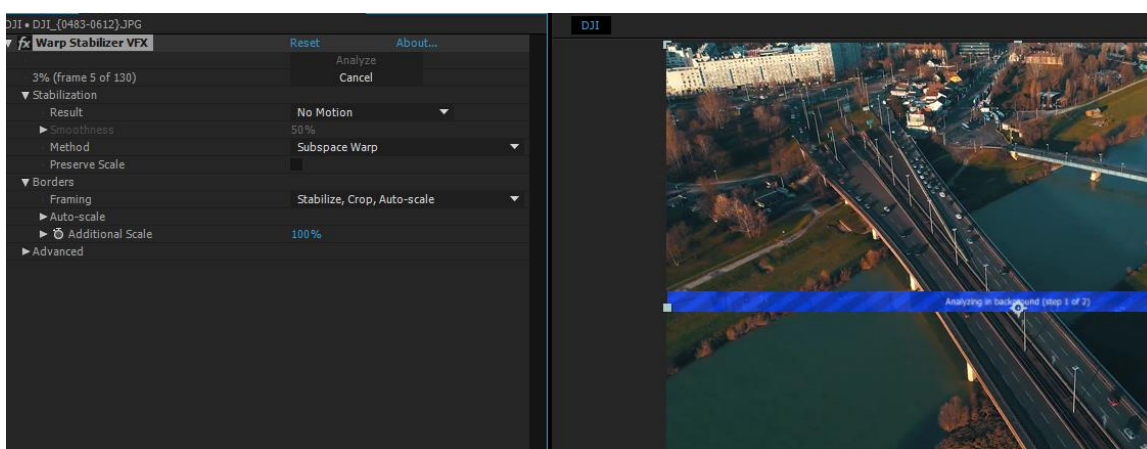 DJI • DJI_{0483-0612}.JPG
fx Warp Stabilizer VFX Reset About...
Analyze
3% (frame 5 of 130) Cancel
Stabilization
Result No Motion
Smoothness 50%
Method Subspace Warp
Preserve Scale
Borders
Framing Stabilize, Crop, Auto-scale
Auto-scale
Additional Scale 100%
Advanced
DJI
Analyzing in background (step 1 of 2)